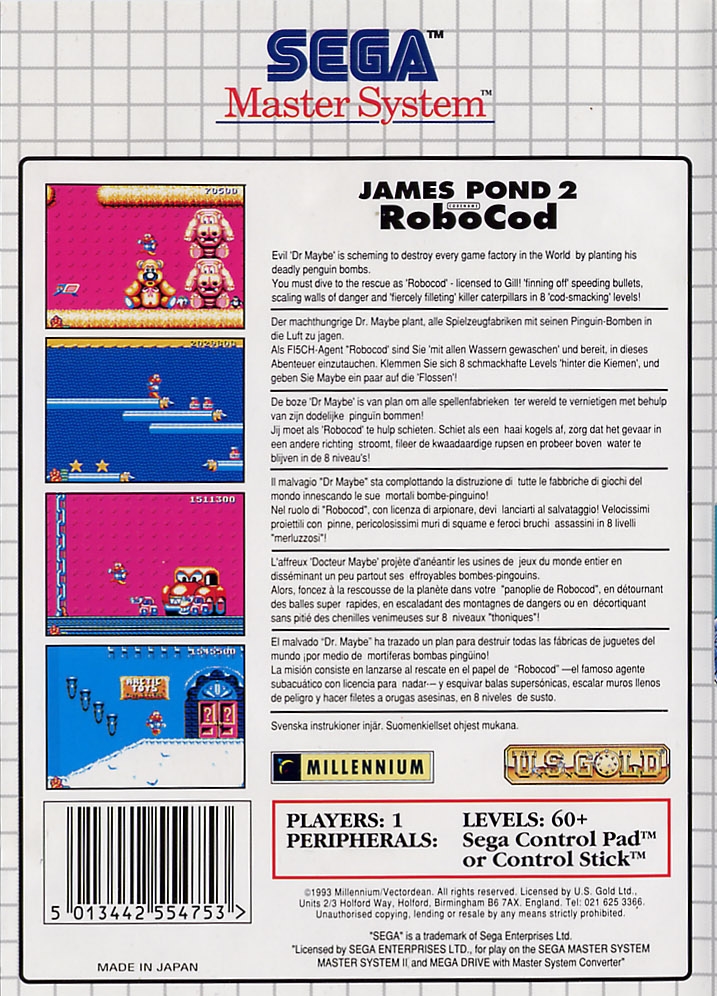 SEGA™
Master System™
70500
JAMES POND 2
CODENAME
RoboCod
Evil 'Dr Maybe' is scheming to destroy every game factory in the World by planting his
deadly penguin bombs.
You must dive to the rescue as 'Robocod' - licensed to Gill! 'finning off' speeding bullets,
scaling walls of danger and 'fiercely filleting' killer caterpillars in 8 'cod-smacking' levels!
Der machthungrige Dr. Maybe plant, alle Spielzeugfabriken mit seinen Pinguin-Bomben in
die Luft zu jagen.
Als FI5CH-Agent "Robocod' sind Sie 'mit allen Wassern gewaschen' und bereit, in dieses
Abenteuer einzutauchen. Klemmen Sie sich 8 schmackhafte Levels 'hinter die Kiemen', und
geben Sie Maybe ein paar auf die 'Flossen'!
2029800
De boze 'Dr Maybe' is van plan om alle spellenfabrieken ter wereld te vernietigen met behulp
van zijn dodelijke pinguin bommen!
Jij moet als 'Robocod' te hulp schieten. Schiet als een haai kogels af, zorg dat het gevaar in
een andere richting stroomt, fileer de kwaadaardige rupsen en probeer boven water te
blijven in de 8 niveau's!
Il malvagio "Dr Maybe" sta complottando la distruzione di tutte le fabbriche di giochi del
mondo innescando le sue mortali bombe-pinguino!
Nel ruolo di "Robocod", con licenza di arpionare, devi lanciarti al salvataggio! Velocissimi
proiettili con pinne, pericolosissimi muri di squame e feroci bruchi assassini in 8 livelli
"merluzzosi"!
1511300
L'affreux 'Docteur Maybe' projète d'anéantir les usines de jeux du monde entier en
disséminant un peu partout ses effroyables bombes-pingouins.
Alors, foncez à la rescousse de la planète dans votre "panoplie de Robocod", en détournant
des balles super rapides, en escaladant des montagnes de dangers ou en décortiquant
sans pitié des chenilles venimeuses sur 8 niveaux "thoniques"!
El malvado "Dr. Maybe" ha trazado un plan para destruir todas las fábricas de juguetes del
mundo ¡por medio de mortíferas bombas pingüino!
La misión consiste en lanzarse al rescate en el papel de "Robocod" —el famoso agente
subacuático con licencia para nadar-- y esquivar balas supersónicas, escalar muros llenos
de peligro y hacer filetes a orugas asesinas, en 8 niveles de susto.
1545500
ARCTIC
TOYS
Svenska instruktioner injär. Suomenkiellset ohjest mukana.
MILLENNIUM
U.S. GOLD
PLAYERS: 1
LEVELS: 60+
PERIPHERALS:
Sega Control Pad™
or Control Stick™
5 013442 554753 >
©1993 Millennium/Vectordean. All rights reserved. Licensed by U.S. Gold Ltd.,
Units 2/3 Holford Way, Holford, Birmingham B6 7AX. England. Tel: 021 625 3366.
Unauthorised copying, lending or resale by any means strictly prohibited.
"SEGA" is a trademark of Sega Enterprises Ltd.
"Licensed by SEGA ENTERPRISES LTD., for play on the SEGA MASTER SYSTEM
MASTER SYSTEM II, and MEGA DRIVE with Master System Converter"
MADE IN JAPAN